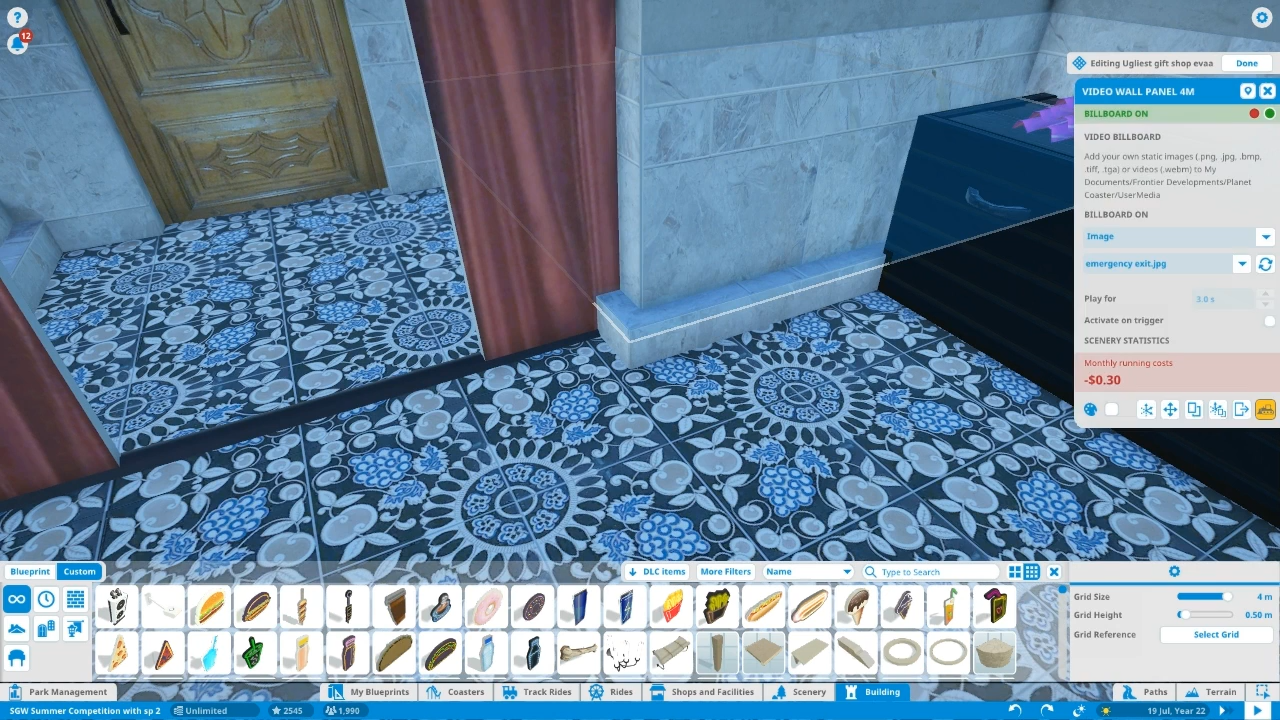 ?
12
Editing Ugliest gift shop evaa
Done
VIDEO WALL PANEL 4M
BILLBOARD ON
VIDEO BILLBOARD
Add your own static images (.png, .jpg, .bmp,
.tiff, .tga) or videos (.webm) to My
Documents/Frontier Developments/Planet
Coaster/UserMedia
BILLBOARD ON
Image
emergency exit.jpg
Play for
3.0 s
Activate on trigger
SCENERY STATISTICS
Monthly running costs
-$0.30
Blueprint
Custom
DLC items
More Filters
Name
Type to Search
Grid Size
4 m
Grid Height
0.50 m
Grid Reference
Select Grid
Park Management
My Blueprints
Coasters
Track Rides
Rides
Shops and Facilities
Scenery
Building
Paths
Terrain
SGW Summer Competition with sp 2
Unlimited
2545
1,990
19 Jul, Year 22